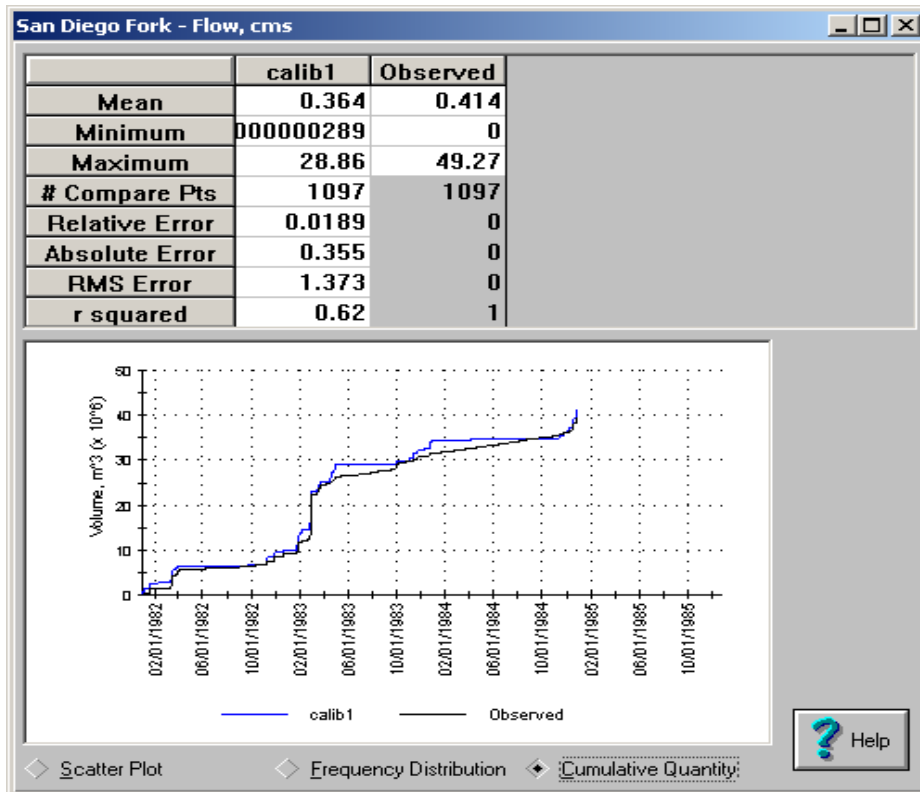 San Diego Fork - Flow, cms
calib1 Observed
Mean 0.364 0.414
Minimum 000000289 0
Maximum 28.86 49.27
# Compare Pts 1097 1097
Relative Error 0.0189 0
Absolute Error 0.355 0
RMS Error 1.373 0
r squared 0.62 1
Volume, m^3 (x 10^6)
50
40
30
20
10
0
02/01/1982 06/01/1982 10/01/1982 02/01/1983 06/01/1983 10/01/1983 02/01/1984 06/01/1984 10/01/1984 02/01/1985 06/01/1985 10/01/1985
calib1 Observed
Help
Scatter Plot Frequency Distribution Cumulative Quantity